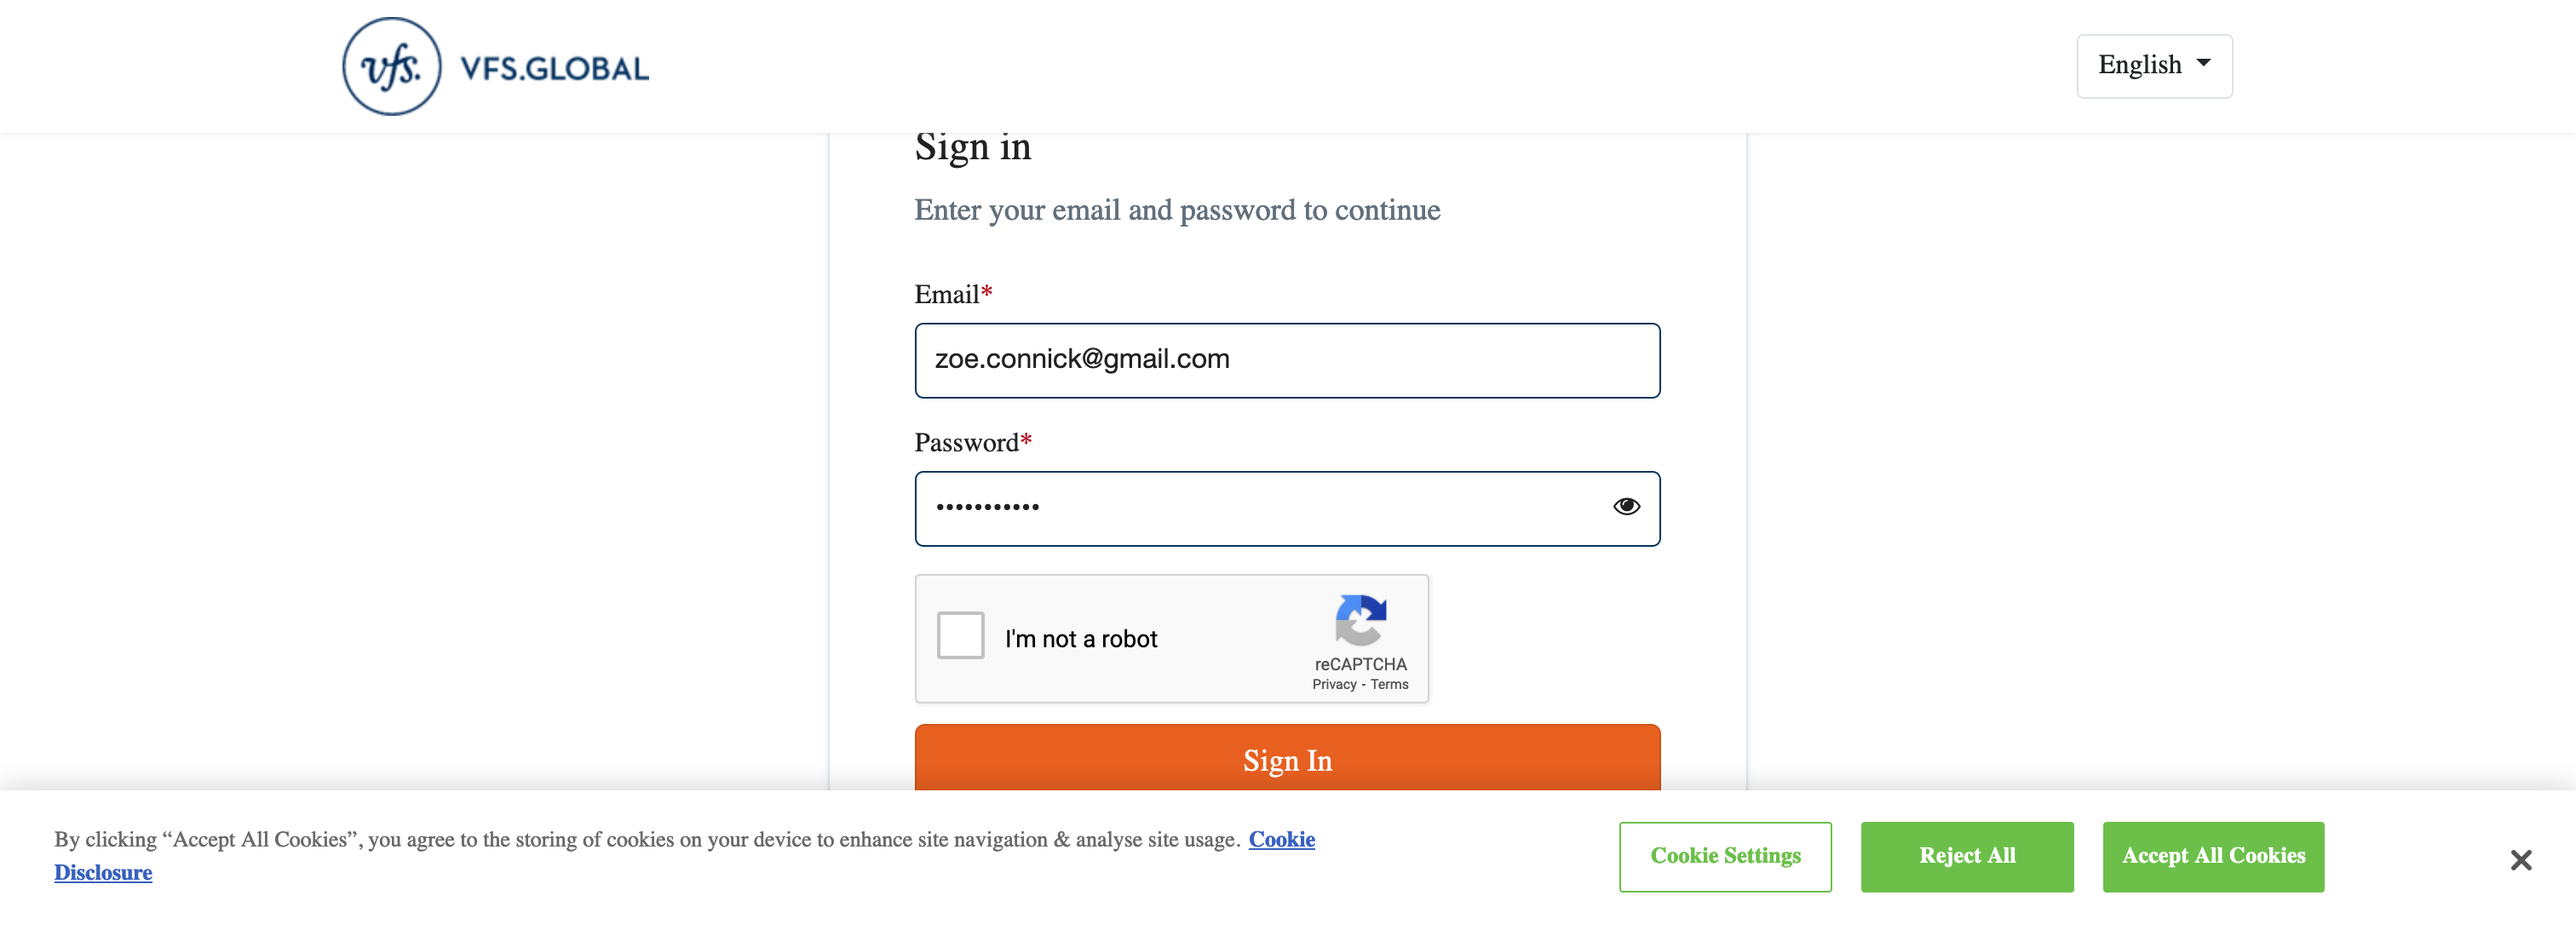 vfs. VFS.GLOBAL
English
Sign in
Enter your email and password to continue
Email*
zoe.connick@gmail.com
Password*
•••••••••••
I'm not a robot
reCAPTCHA
Privacy - Terms
Sign In
By clicking “Accept All Cookies”, you agree to the storing of cookies on your device to enhance site navigation & analyse site usage. Cookie
Disclosure
Cookie Settings
Reject All
Accept All Cookies